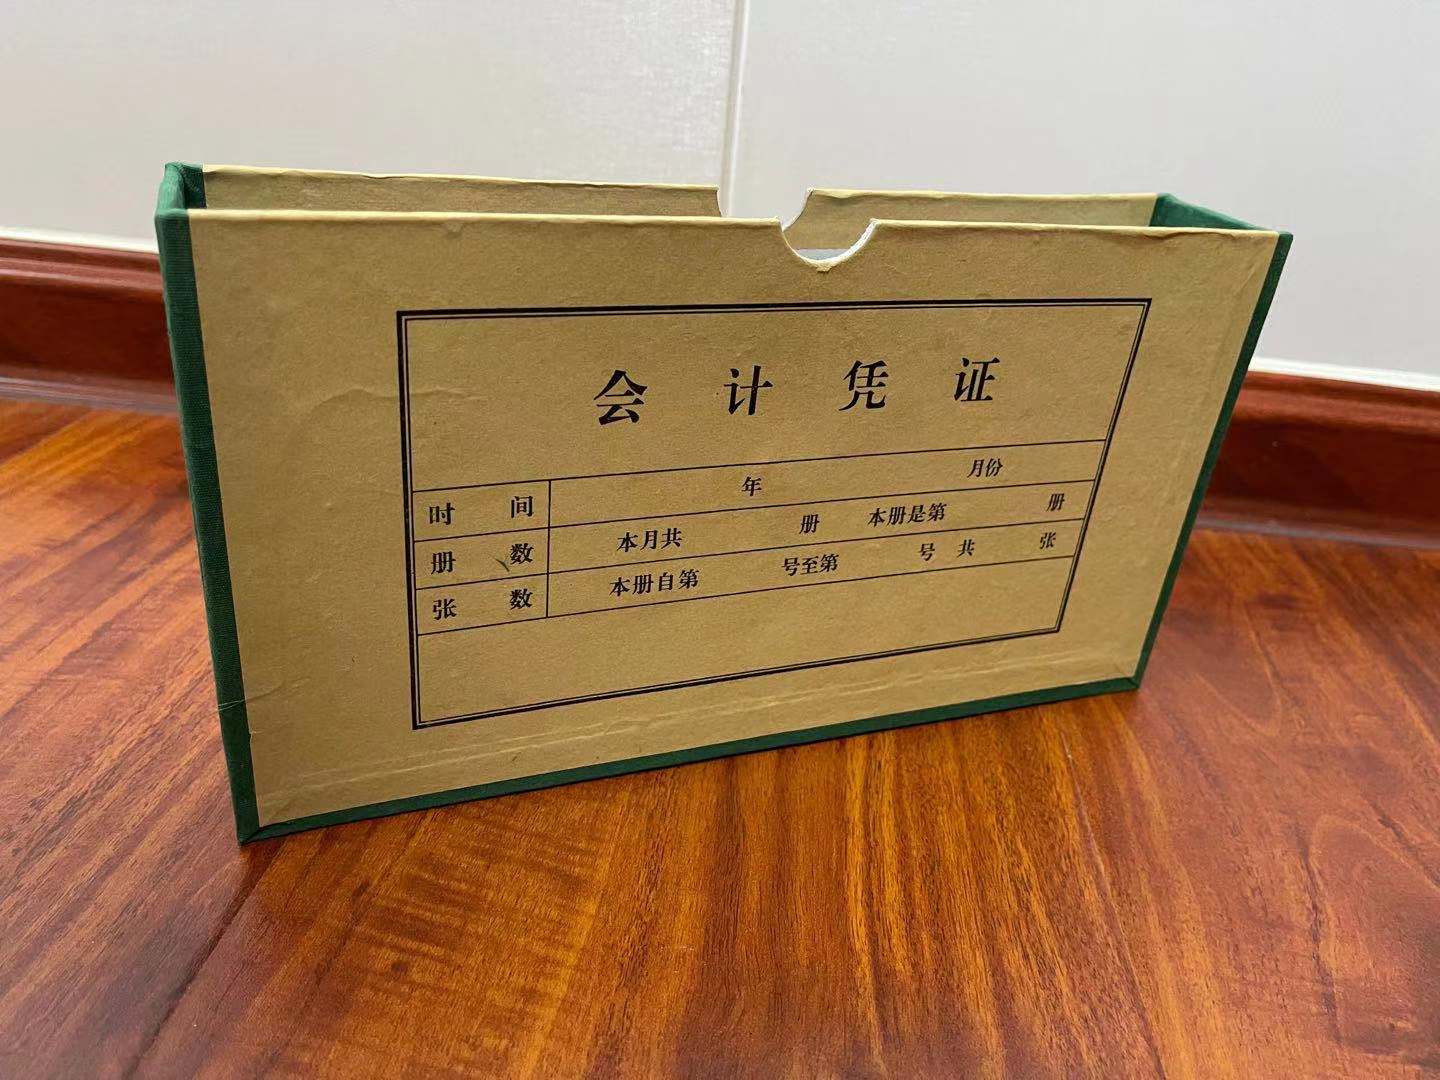 会计凭证
时间 年 月份
册数 本月共 册 本册是第 册
张数 本册自第 号至第 号 共 张